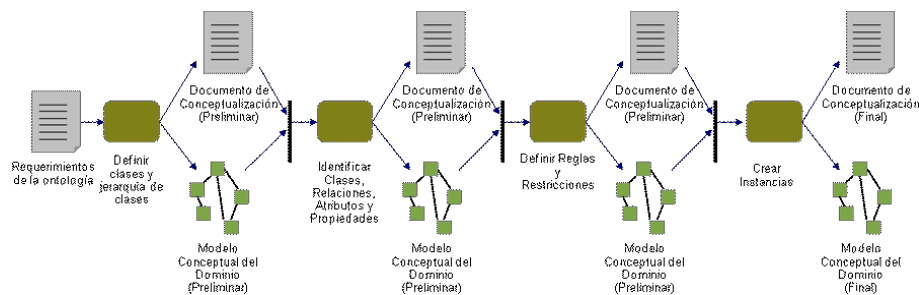 Requerimientos
de la ontología
Definir
clases y
jerarquía de
clases
Documento de
Conceptualización
(Preliminar)
Modelo
Conceptual del
Dominio
(Preliminar)
Identificar
Clases,
Relaciones,
Atributos y
Propiedades
Documento de
Conceptualización
(Preliminar)
Modelo
Conceptual del
Dominio
(Preliminar)
Definir Reglas
y
Restricciones
Documento de
Conceptualización
(Preliminar)
Modelo
Conceptual del
Dominio
(Preliminar)
Crear
Instancias
Documento de
Conceptualización
(Final)
Modelo
Conceptual del
Dominio
(Final)